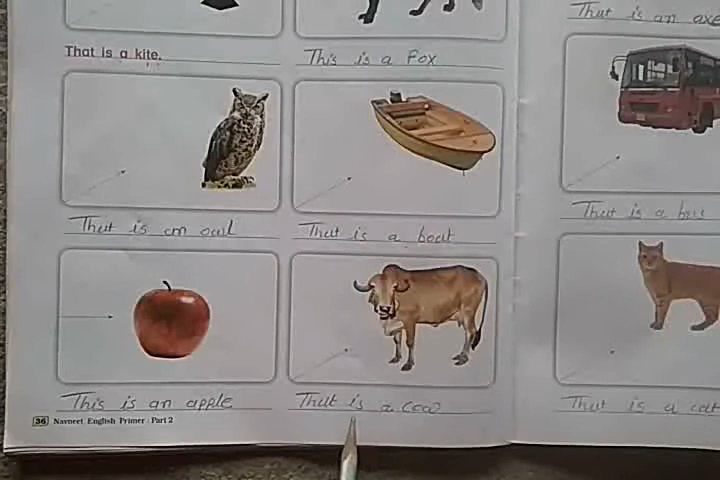 That is an axe
That is a kite.
This is a Fox
That is an owl
That is a boat
That is a bus
This is an apple
That is a cow
That is a cat
36 Navneet English Primer : Part 2